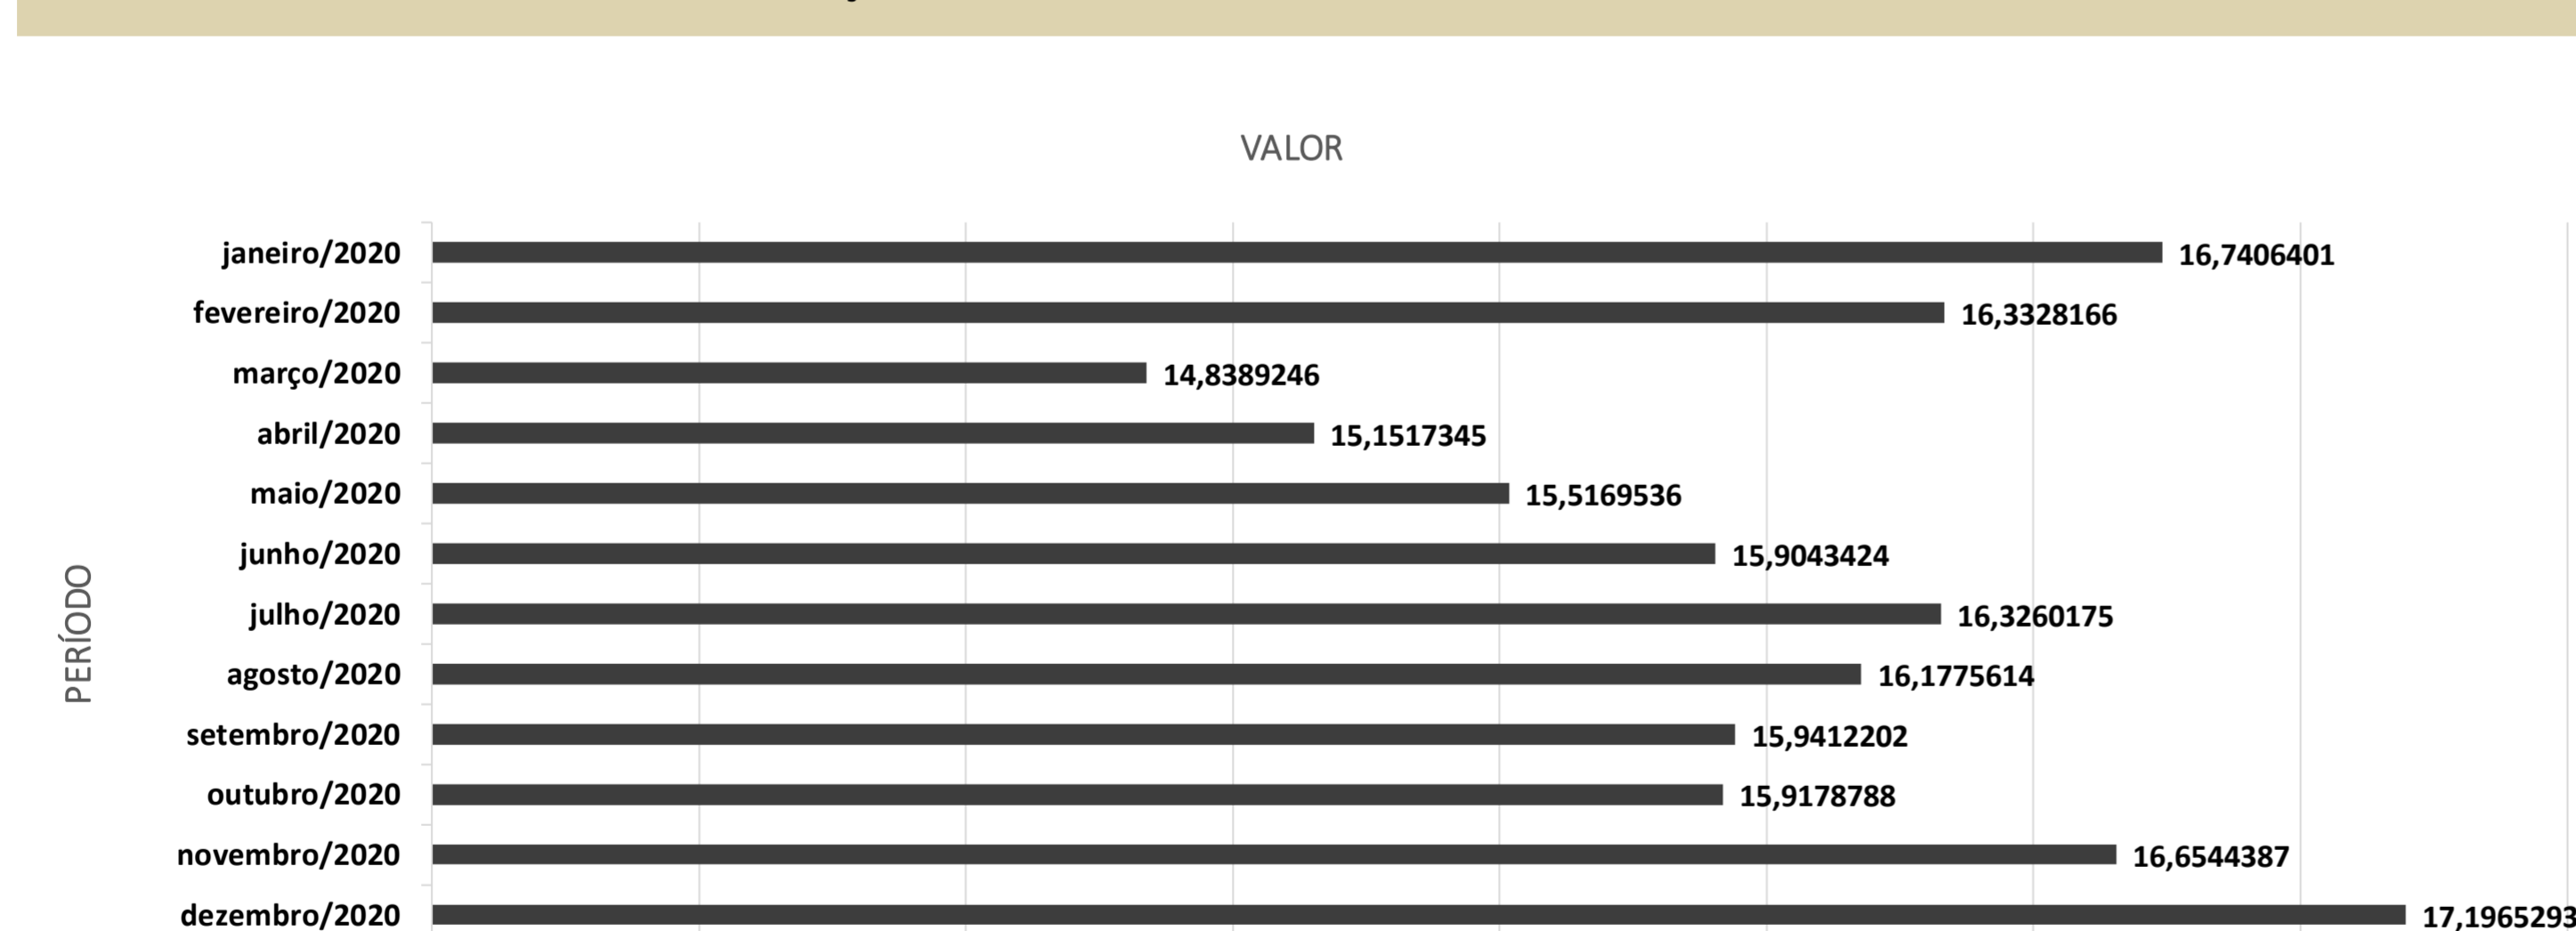 VALOR
PERÍODO
janeiro/2020 16,7406401
fevereiro/2020 16,3328166
março/2020 14,8389246
abril/2020 15,1517345
maio/2020 15,5169536
junho/2020 15,9043424
julho/2020 16,3260175
agosto/2020 16,1775614
setembro/2020 15,9412202
outubro/2020 15,9178788
novembro/2020 16,6544387
dezembro/2020 17,1965293